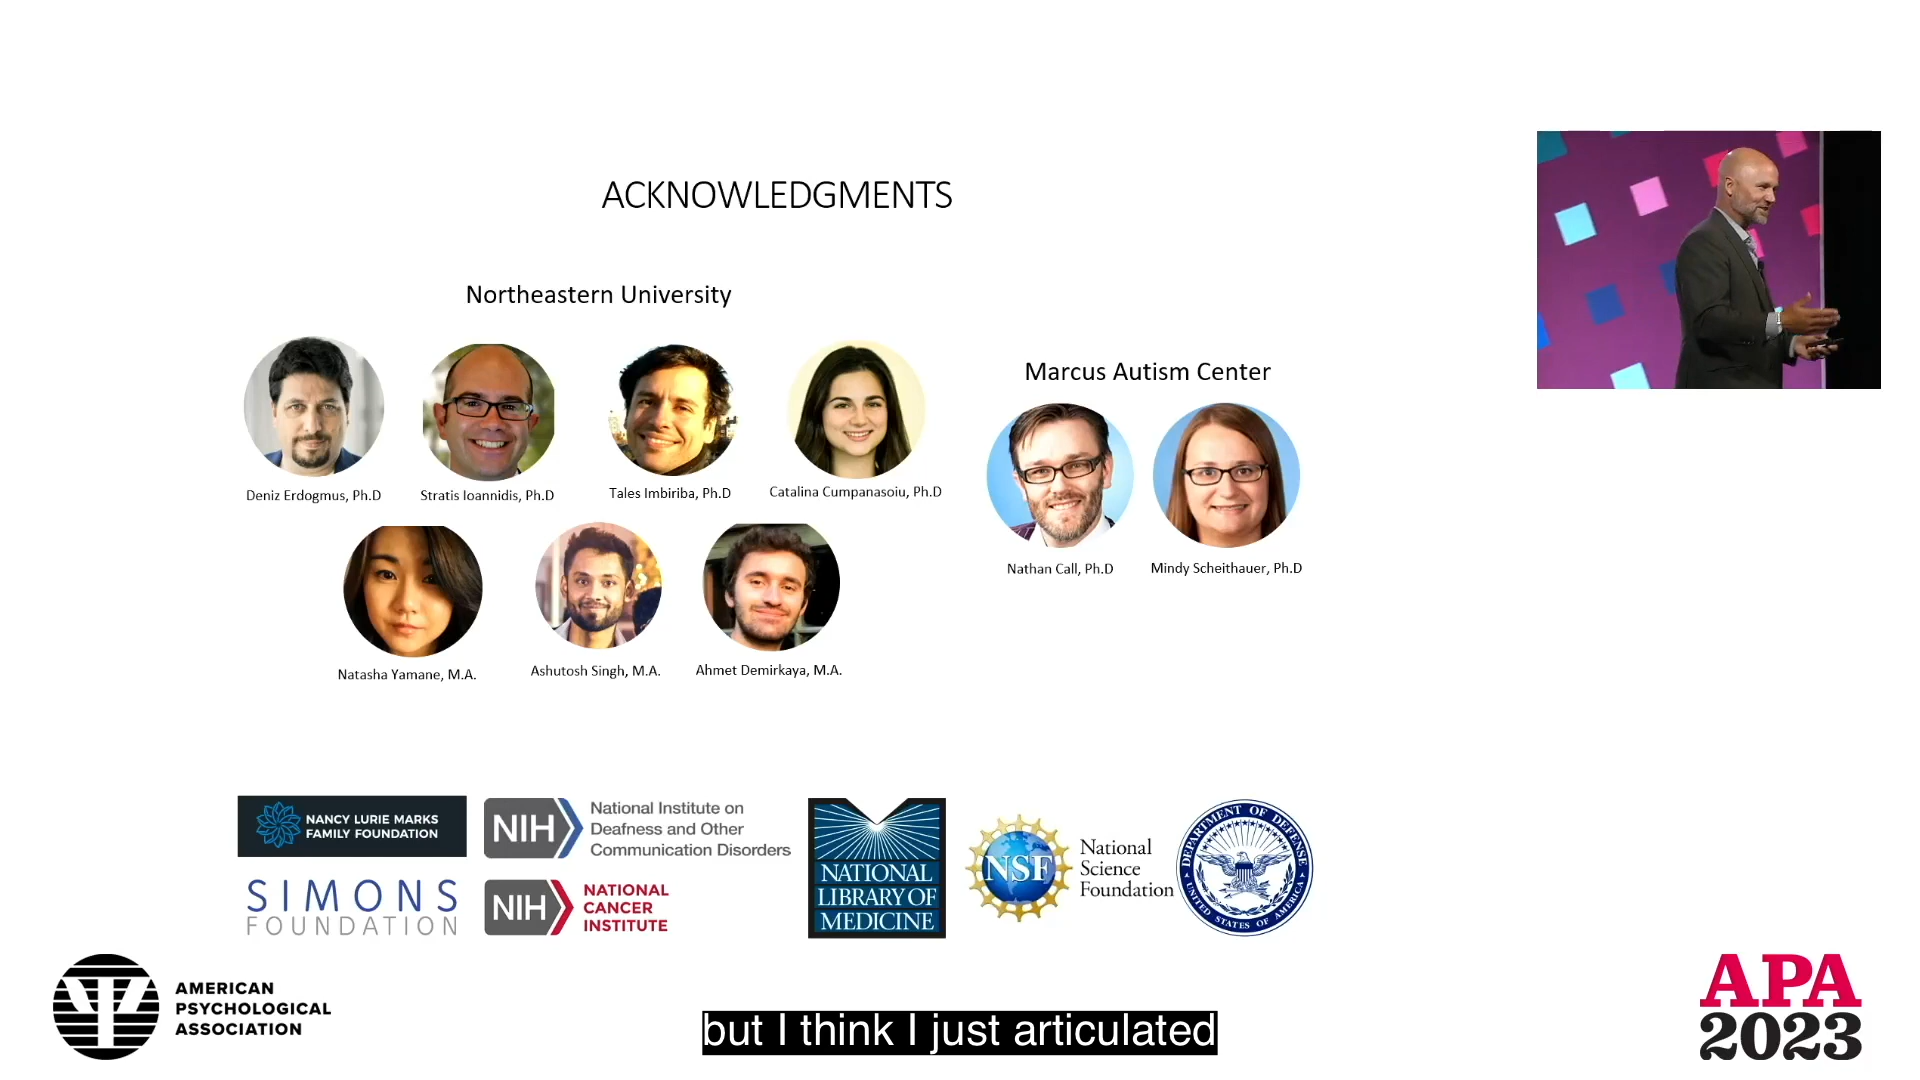 ACKNOWLEDGMENTS
Northeastern University
Marcus Autism Center
Deniz Erdogmus, Ph.D
Stratis Ioannidis, Ph.D
Tales Imbiriba, Ph.D
Catalina Cumpanasoiu, Ph.D
Nathan Call, Ph.D
Mindy Scheithauer, Ph.D
Natasha Yamane, M.A.
Ashutosh Singh, M.A.
Ahmet Demirkaya, M.A.
NANCY LURIE MARKS
FAMILY FOUNDATION
NIH
National Institute on
Deafness and Other
Communication Disorders
SIMONS
FOUNDATION
NIH
NATIONAL
CANCER
INSTITUTE
NATIONAL
LIBRARY OF
MEDICINE
NSF
National
Science
Foundation
DEPARTMENT OF DEFENSE
UNITED STATES OF AMERICA
AMERICAN
PSYCHOLOGICAL
ASSOCIATION
but I think I just articulated
APA
2023